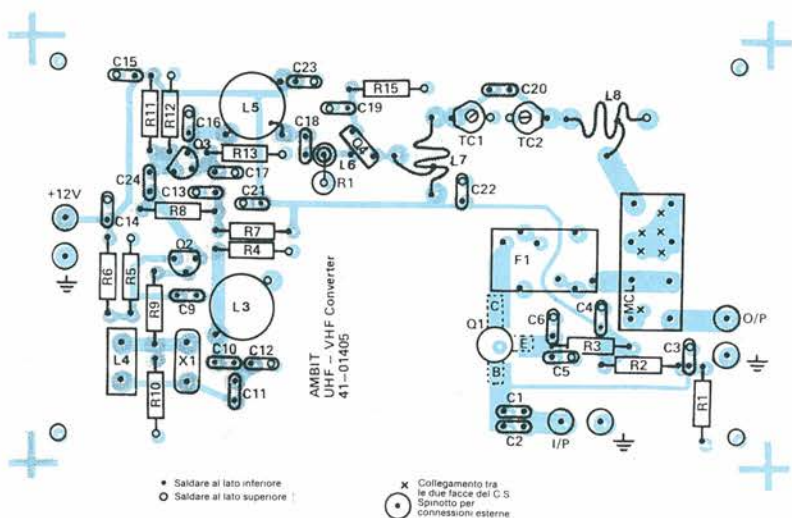 C15
C23
R15
C20
L8
R11
R12
C16
L5
C19
C18
Q3
R13
L6
Q4
TC1
TC2
L7
C17
R1
C24
C13
C21
C22
+12V
C14
R8
R7
R4
F1
MCL
Q2
R6
R5
R9
C9
L3
C
Q1
E
B
C6
C4
O/P
R3
C5
R2
C3
R1
L4
X1
C10
C12
C11
R10
AMBIT
UHF – VHF Converter
41-01405
C1
C2
I/P
Saldare al lato inferiore
Saldare al lato superiore
Collegamento tra
le due facce del C.S.
Spinotto per
connessioni esterne